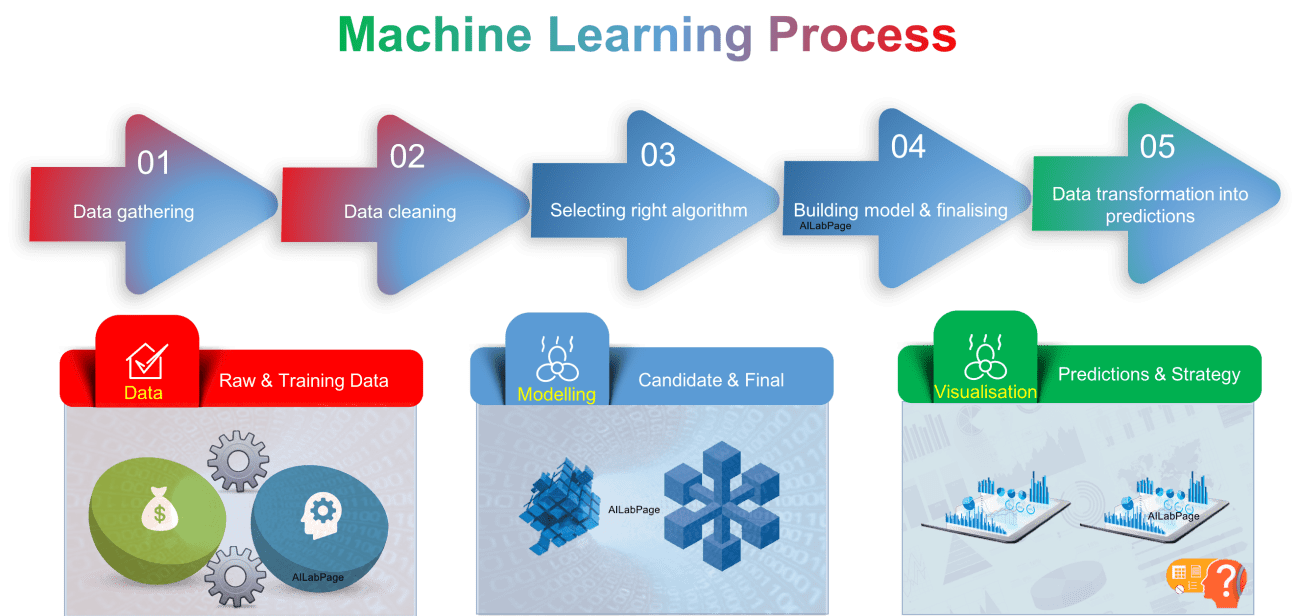 Machine Learning Process
01
Data gathering
02
Data cleaning
03
Selecting right algorithm
04
Building model & finalising
AILabPage
05
Data transformation into
predictions
Data
Raw & Training Data
$
AILabPage
Modelling
Candidate & Final
AILabPage
Visualisation
Predictions & Strategy
AILabPage
?